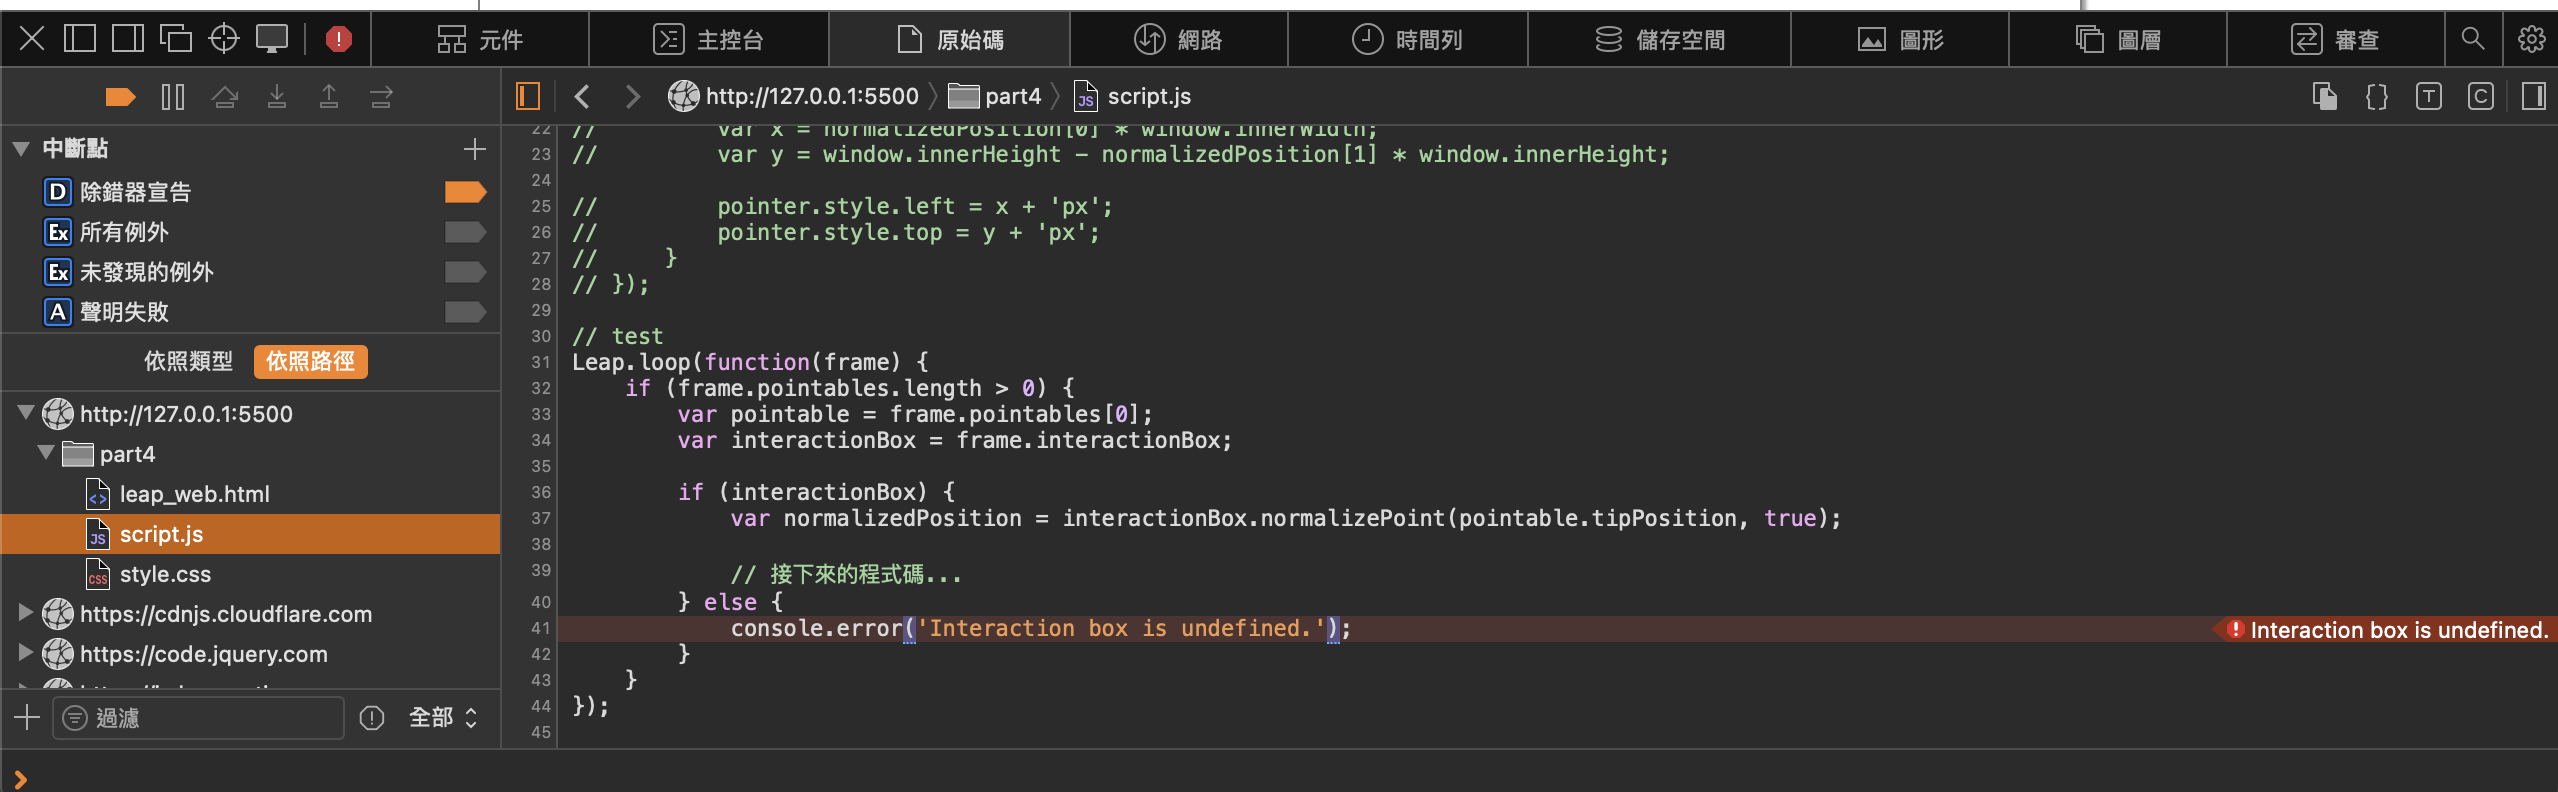 元件 主控台 原始碼 網路 時間列 儲存空間 圖形 圖層 審查
http://127.0.0.1:5500 part4 JS script.js T C
中斷點
D 除錯器宣告
Ex 所有例外
Ex 未發現的例外
A 聲明失敗
依照類型 依照路徑
http://127.0.0.1:5500
part4
<> leap_web.html
JS script.js
CSS style.css
https://cdnjs.cloudflare.com
https://code.jquery.com
過濾 全部
22 // var x = normalizedPosition[0] * window.innerWidth;
23 // var y = window.innerHeight - normalizedPosition[1] * window.innerHeight;
24
25 // pointer.style.left = x + 'px';
26 // pointer.style.top = y + 'px';
27 // }
28 // });
29
30 // test
31 Leap.loop(function(frame) {
32 if (frame.pointables.length > 0) {
33 var pointable = frame.pointables[0];
34 var interactionBox = frame.interactionBox;
35
36 if (interactionBox) {
37 var normalizedPosition = interactionBox.normalizePoint(pointable.tipPosition, true);
38
39 // 接下來的程式碼...
40 } else {
41 console.error('Interaction box is undefined.'); Interaction box is undefined.
42 }
43 }
44 });
45